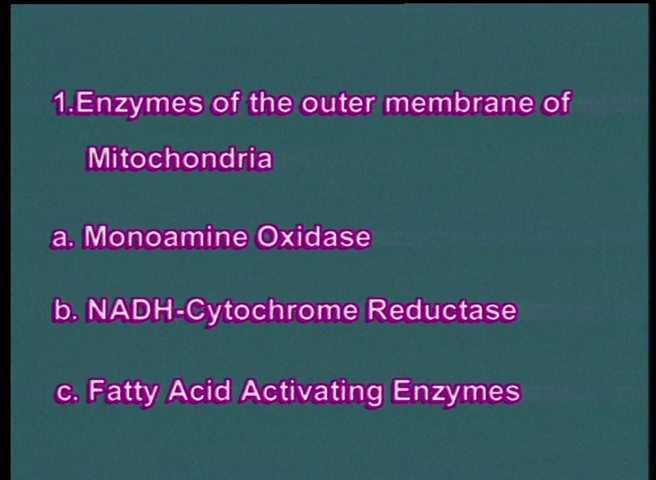 1.Enzymes of the outer membrane of
Mitochondria
a. Monoamine Oxidase
b. NADH-Cytochrome Reductase
c. Fatty Acid Activating Enzymes